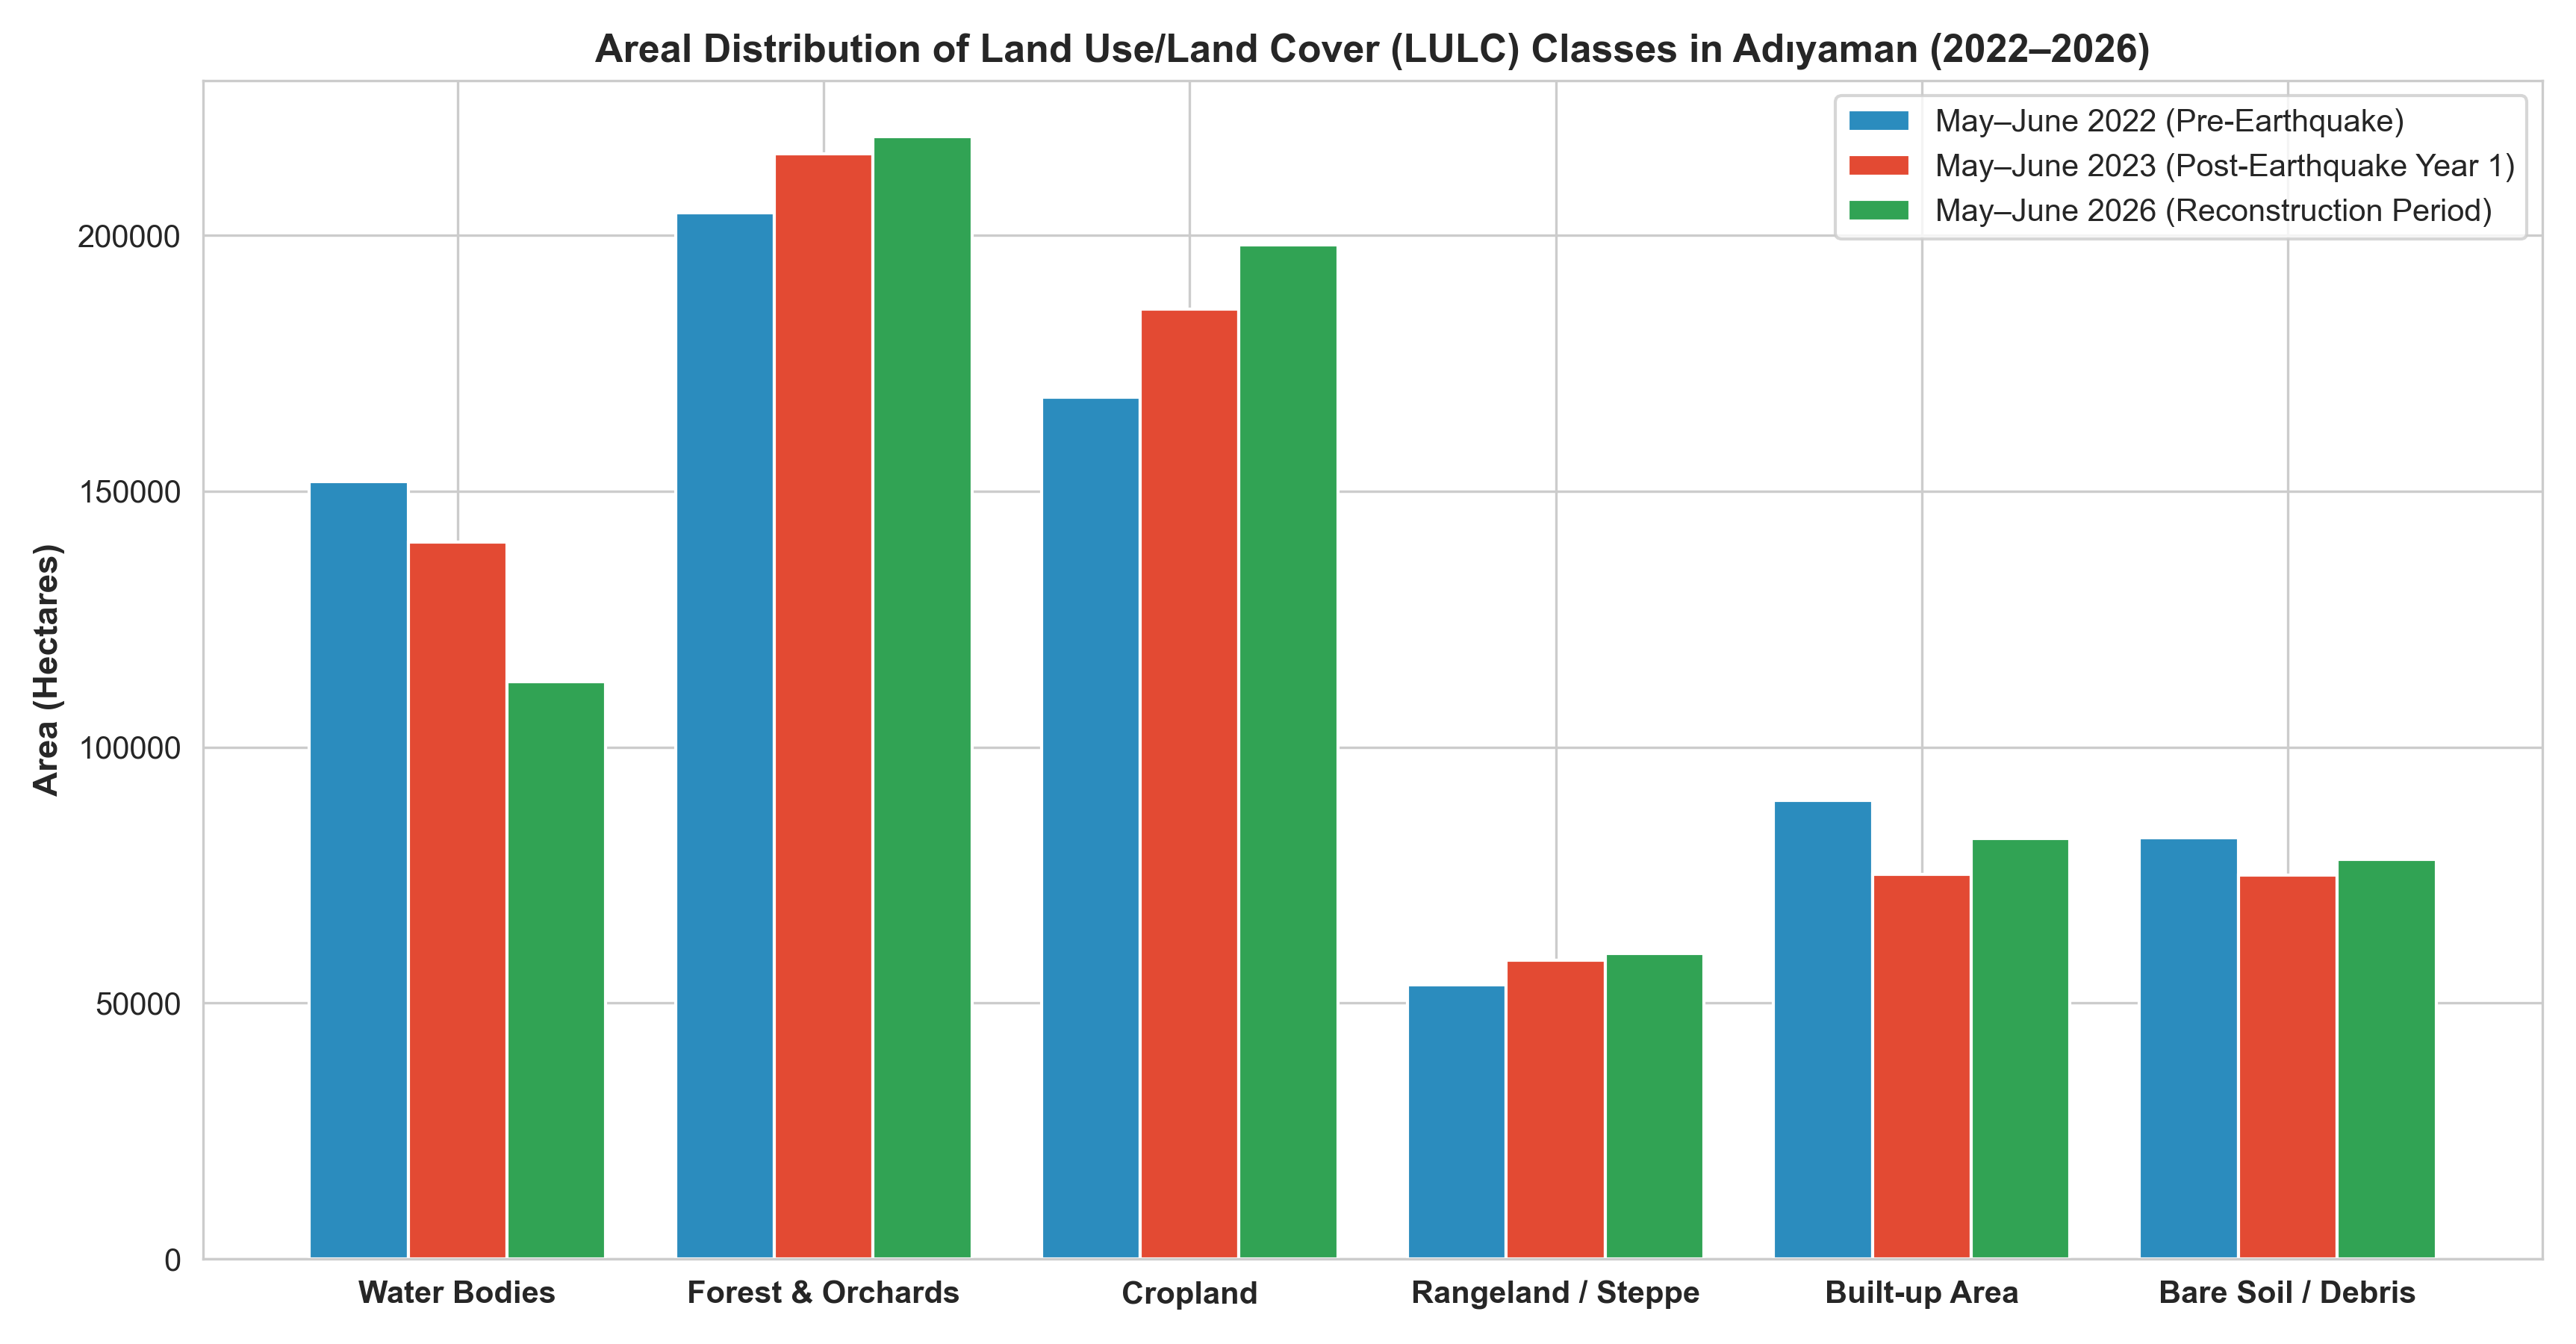 Areal Distribution of Land Use/Land Cover (LULC) Classes in Adıyaman (2022–2026)
May–June 2022 (Pre-Earthquake)
May–June 2023 (Post-Earthquake Year 1)
May–June 2026 (Reconstruction Period)
Area (Hectares)
200000
150000
100000
50000
0
Water Bodies
Forest & Orchards
Cropland
Rangeland / Steppe
Built-up Area
Bare Soil / Debris